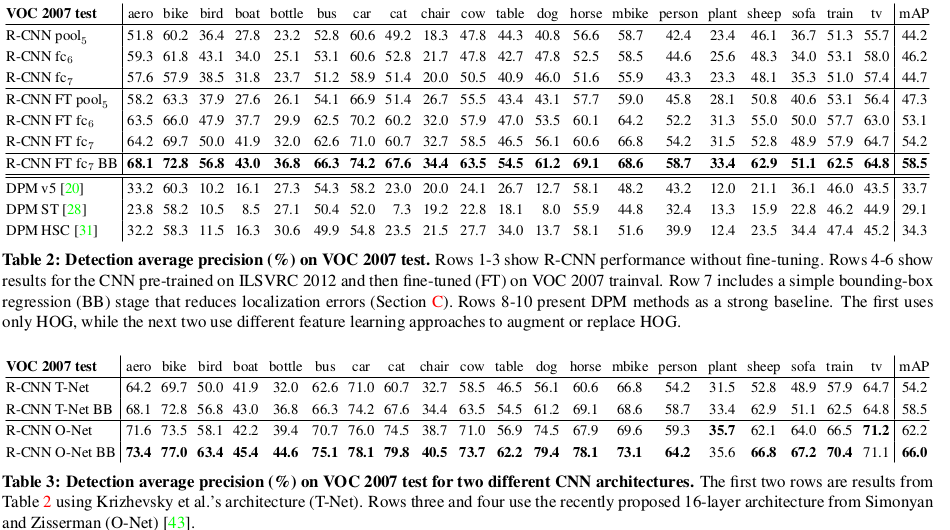 VOC 2007 test aero bike bird boat bottle bus car cat chair cow table dog horse mbike person plant sheep sofa train tv mAP
R-CNN pool5 51.8 60.2 36.4 27.8 23.2 52.8 60.6 49.2 18.3 47.8 44.3 40.8 56.6 58.7 42.4 23.4 46.1 36.7 51.3 55.7 44.2
R-CNN fc6 59.3 61.8 43.1 34.0 25.1 53.1 60.6 52.8 21.7 47.8 42.7 47.8 52.5 58.5 44.6 25.6 48.3 34.0 53.1 58.0 46.2
R-CNN fc7 57.6 57.9 38.5 31.8 23.7 51.2 58.9 51.4 20.0 50.5 40.9 46.0 51.6 55.9 43.3 23.3 48.1 35.3 51.0 57.4 44.7
R-CNN FT pool5 58.2 63.3 37.9 27.6 26.1 54.1 66.9 51.4 26.7 55.5 43.4 43.1 57.7 59.0 45.8 28.1 50.8 40.6 53.1 56.4 47.3
R-CNN FT fc6 63.5 66.0 47.9 37.7 29.9 62.5 70.2 60.2 32.0 57.9 47.0 53.5 60.1 64.2 52.2 31.3 55.0 50.0 57.7 63.0 53.1
R-CNN FT fc7 64.2 69.7 50.0 41.9 32.0 62.6 71.0 60.7 32.7 58.5 46.5 56.1 60.6 66.8 54.2 31.5 52.8 48.9 57.9 64.7 54.2
R-CNN FT fc7 BB 68.1 72.8 56.8 43.0 36.8 66.3 74.2 67.6 34.4 63.5 54.5 61.2 69.1 68.6 58.7 33.4 62.9 51.1 62.5 64.8 58.5
DPM v5 [20] 33.2 60.3 10.2 16.1 27.3 54.3 58.2 23.0 20.0 24.1 26.7 12.7 58.1 48.2 43.2 12.0 21.1 36.1 46.0 43.5 33.7
DPM ST [28] 23.8 58.2 10.5 8.5 27.1 50.4 52.0 7.3 19.2 22.8 18.1 8.0 55.9 44.8 32.4 13.3 15.9 22.8 46.2 44.9 29.1
DPM HSC [31] 32.2 58.3 11.5 16.3 30.6 49.9 54.8 23.5 21.5 27.7 34.0 13.7 58.1 51.6 39.9 12.4 23.5 34.4 47.4 45.2 34.3
Table 2: Detection average precision (%) on VOC 2007 test. Rows 1-3 show R-CNN performance without fine-tuning. Rows 4-6 show
results for the CNN pre-trained on ILSVRC 2012 and then fine-tuned (FT) on VOC 2007 trainval. Row 7 includes a simple bounding-box
regression (BB) stage that reduces localization errors (Section C). Rows 8-10 present DPM methods as a strong baseline. The first uses
only HOG, while the next two use different feature learning approaches to augment or replace HOG.
VOC 2007 test aero bike bird boat bottle bus car cat chair cow table dog horse mbike person plant sheep sofa train tv mAP
R-CNN T-Net 64.2 69.7 50.0 41.9 32.0 62.6 71.0 60.7 32.7 58.5 46.5 56.1 60.6 66.8 54.2 31.5 52.8 48.9 57.9 64.7 54.2
R-CNN T-Net BB 68.1 72.8 56.8 43.0 36.8 66.3 74.2 67.6 34.4 63.5 54.5 61.2 69.1 68.6 58.7 33.4 62.9 51.1 62.5 64.8 58.5
R-CNN O-Net 71.6 73.5 58.1 42.2 39.4 70.7 76.0 74.5 38.7 71.0 56.9 74.5 67.9 69.6 59.3 35.7 62.1 64.0 66.5 71.2 62.2
R-CNN O-Net BB 73.4 77.0 63.4 45.4 44.6 75.1 78.1 79.8 40.5 73.7 62.2 79.4 78.1 73.1 64.2 35.6 66.8 67.2 70.4 71.1 66.0
Table 3: Detection average precision (%) on VOC 2007 test for two different CNN architectures. The first two rows are results from
Table 2 using Krizhevsky et al.'s architecture (T-Net). Rows three and four use the recently proposed 16-layer architecture from Simonyan
and Zisserman (O-Net) [43].